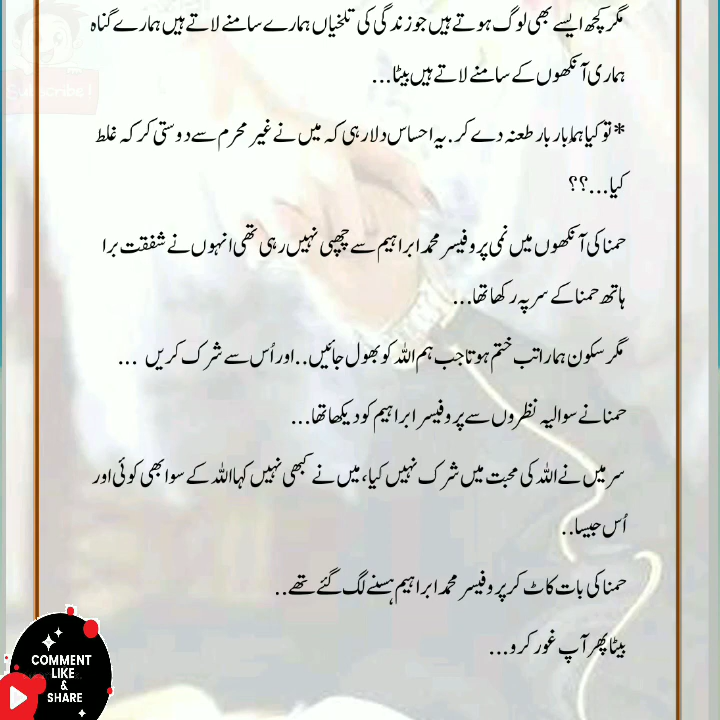 مگر کچھ ایسے بھی لوگ ہوتے ہیں جو زندگی کی تلخیاں ہمارے سامنے لاتے ہیں ہمارے گناہ
ہماری آنکھوں کے سامنے لاتے ہیں بیٹا...
*تو کیا ہما بار بار طعنہ دے کر. یہ احساس دلا رہی کہ میں نے غیر محرم سے دوستی کر کہ غلط
کیا...؟؟
حمنا کی آنکھوں میں نمی پروفیسر محمد ابراہیم سے چھپی نہیں رہی تھی انہوں نے شفقت برا
ہاتھ حمنا کے سر پہ رکھا تھا...
مگر سکون ہمارا تب ختم ہوتا جب ہم اللہ کو بھول جائیں..اور اُس سے شرک کریں ...
حمنا نے سوالیہ نظروں سے پروفیسر ابراہیم کو دیکھا تھا...
سر میں نے اللہ کی محبت میں شرک نہیں کیا، میں نے کبھی نہیں کہا اللہ کے سوا بھی کوئی اور
اُس جیسا..
حمنا کی بات کاٹ کر پروفیسر محمد ابراہیم ہسنے لگ گئے تھے..
بیٹا پھر آپ غور کرو...
Subscribe!
COMMENT
LIKE
&
SHARE